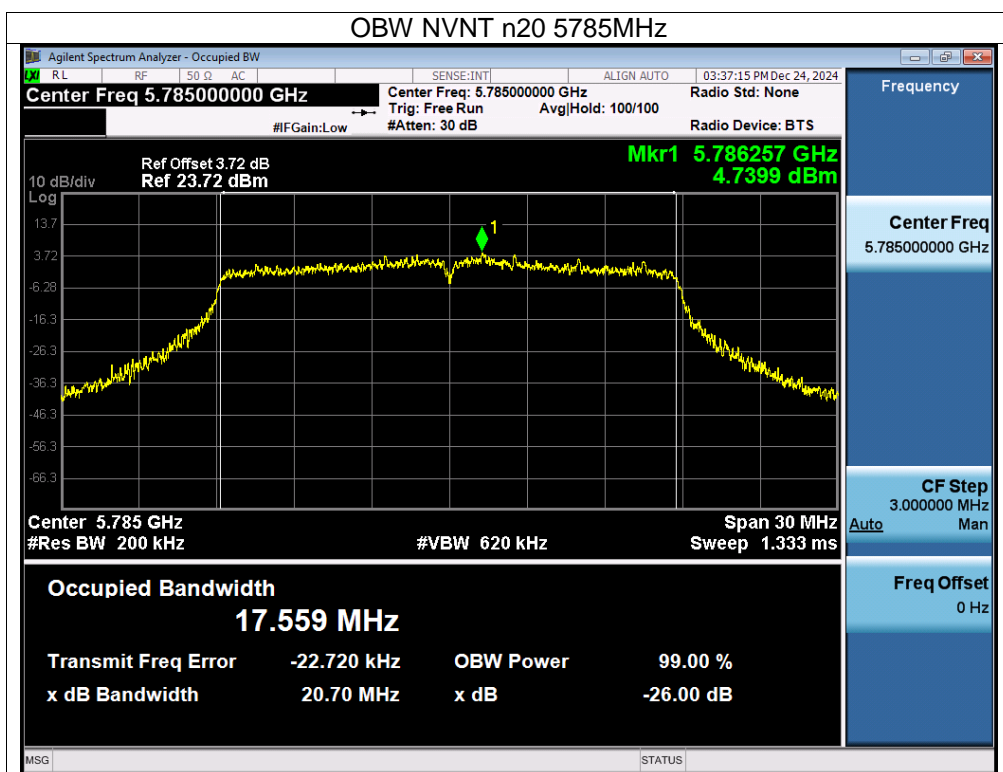 OBW NVNT n20 5785MHz
Agilent Spectrum Analyzer - Occupied BW
LXI RL RF 50 Ω AC SENSE:INT ALIGN AUTO 03:37:15 PM Dec 24, 2024
Center Freq 5.785000000 GHz
Center Freq: 5.785000000 GHz
Radio Std: None
Trig: Free Run Avg|Hold: 100/100
#IFGain:Low #Atten: 30 dB
Radio Device: BTS
Frequency
Mkr1 5.786257 GHz
4.7399 dBm
Ref Offset 3.72 dB
10 dB/div Ref 23.72 dBm
Log
13.7
3.72
-6.28
-16.3
-26.3
-36.3
-46.3
-56.3
-66.3
1
Center 5.785 GHz Span 30 MHz
#Res BW 200 kHz #VBW 620 kHz Sweep 1.333 ms
Center Freq
5.785000000 GHz
CF Step
3.000000 MHz
Auto Man
Freq Offset
0 Hz
Occupied Bandwidth
17.559 MHz
Transmit Freq Error -22.720 kHz OBW Power 99.00 %
x dB Bandwidth 20.70 MHz x dB -26.00 dB
MSG STATUS